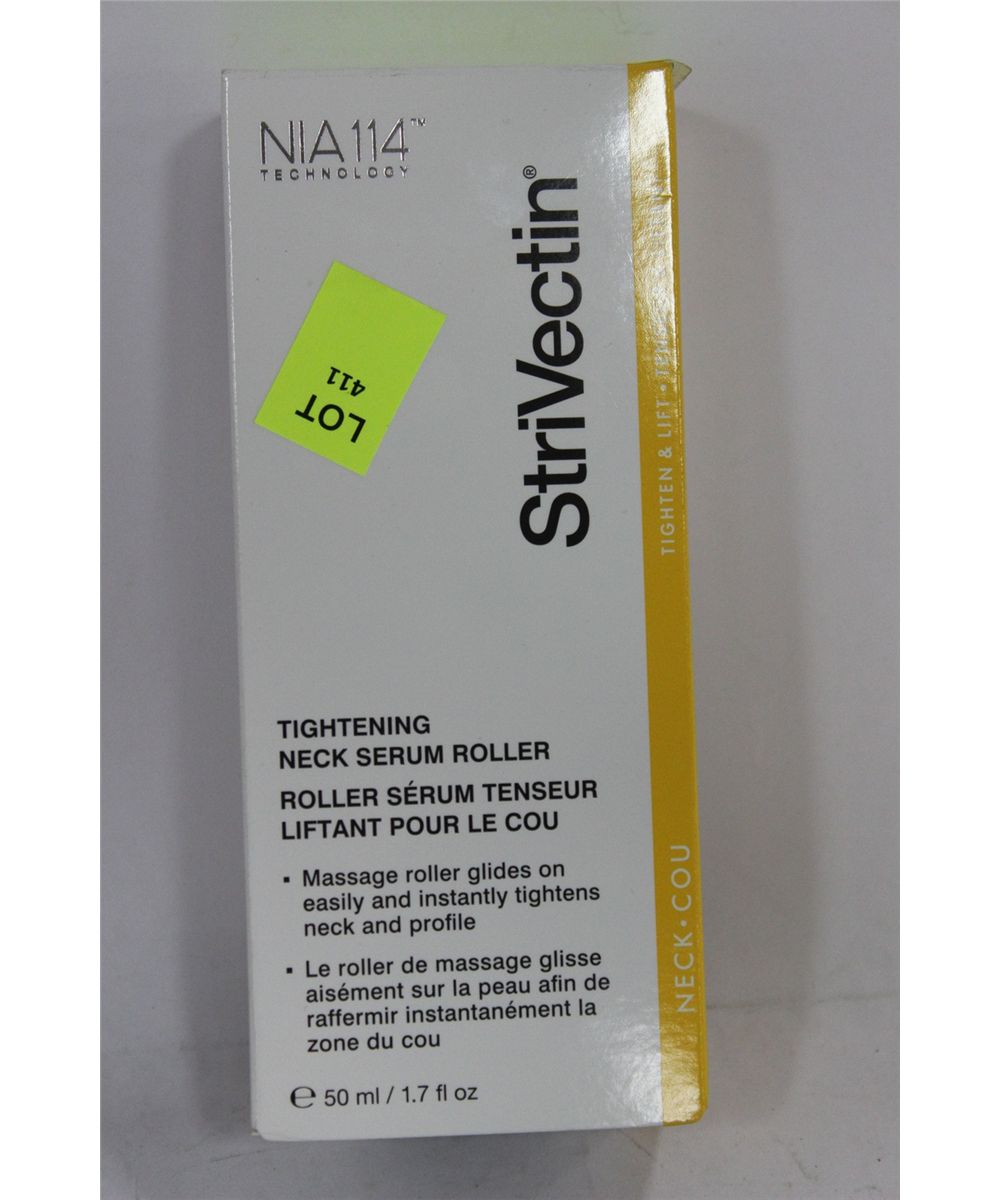 NIA114™
TECHNOLOGY
StriVectin®
LOT
411
TIGHTENING
NECK SERUM ROLLER
ROLLER SÉRUM TENSEUR
LIFTANT POUR LE COU
▪ Massage roller glides on
easily and instantly tightens
neck and profile
▪ Le roller de massage glisse
aisément sur la peau afin de
raffermir instantanément la
zone du cou
℮ 50 ml / 1.7 fl oz
TIGHTEN & LIFT •
NECK • COU